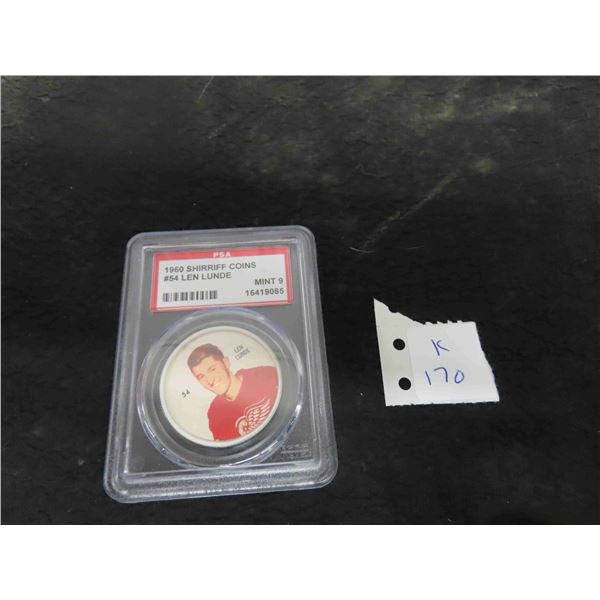 PSA
1960 SHIRRIFF COINS
#54 LEN LUNDE
MINT 9
16419085
LEN
LUNDE
54
K
170